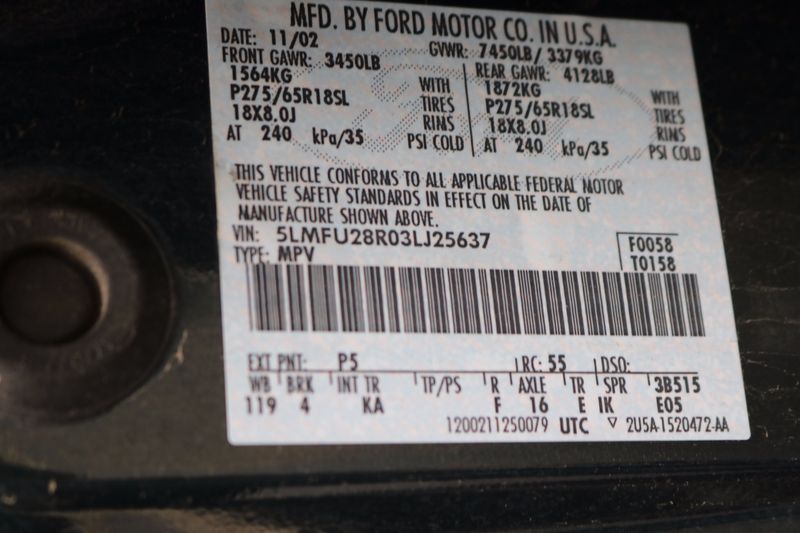 MFD. BY FORD MOTOR CO. IN U.S.A.
DATE: 11/02 GVWR: 7450LB/ 3379KG
FRONT GAWR: 3450LB REAR GAWR: 4128LB
1564KG WITH 1872KG WITH
P275/65R18SL TIRES P275/65R18SL TIRES
18X8.0J RINS 18X8.0J RINS
AT 240 kPa/35 PSI COLD AT 240 kPa/35 PSI COLD
THIS VEHICLE CONFORMS TO ALL APPLICABLE FEDERAL MOTOR
VEHICLE SAFETY STANDARDS IN EFFECT ON THE DATE OF
MANUFACTURE SHOWN ABOVE.
VIN: 5LMFU28R03LJ25637 F0058
TYPE: MPV T0158
EXT PNT: P5 RC: 55 DSO:
WB BRK INT TR TP/PS R AXLE TR SPR 3B515
119 4 KA F 16 E IK E05
1200211250079 UTC ▽ 2U5A-1520472-AA